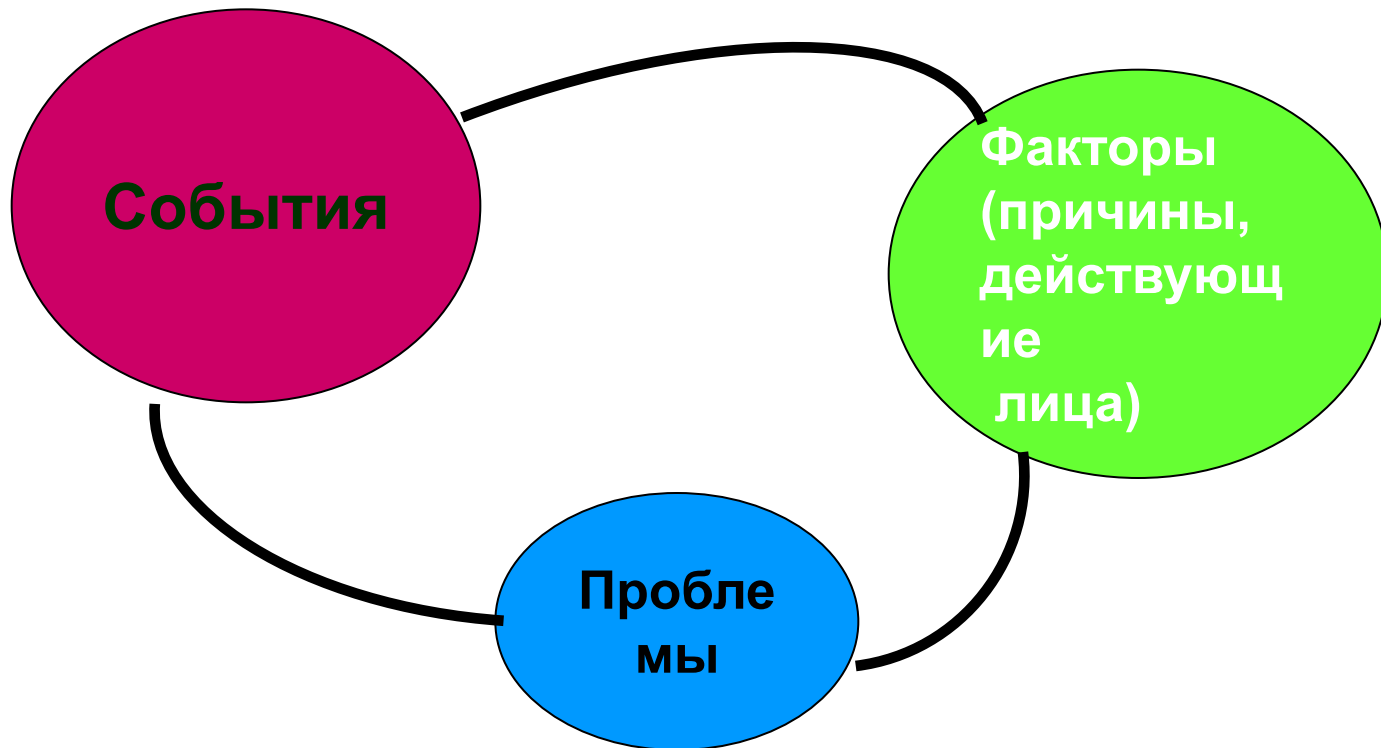 События
Факторы
(причины,
действующ
ие
лица)
Пробле
мы